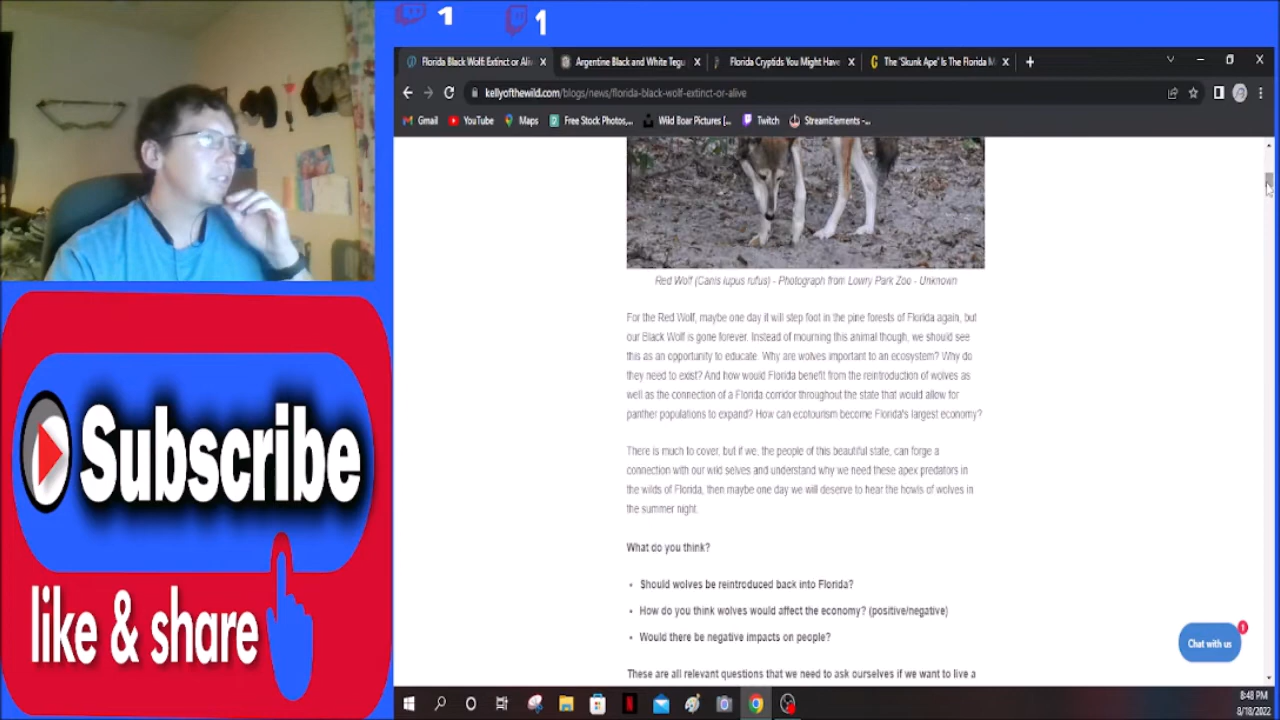 1
1
Florida Black Wolf: Extinct or Aliv
Argentine Black and White Tegu
Florida Cryptids You Might Have
The 'Skunk Ape' Is The Florida M
kellyofthewild.com/blogs/news/florida-black-wolf-extinct-or-alive
Gmail
YouTube
Maps
Free Stock Photos,...
Wild Boar Pictures [...
Twitch
StreamElements -...
Red Wolf (Canis lupus rufus) - Photograph from Lowry Park Zoo - Unknown
For the Red Wolf, maybe one day it will step foot in the pine forests of Florida again, but
our Black Wolf is gone forever. Instead of mourning this animal though, we should see
this as an opportunity to educate. Why are wolves important to an ecosystem? Why do
they need to exist? And how would Florida benefit from the reintroduction of wolves as
well as the connection of a Florida corridor throughout the state that would allow for
panther populations to expand? How can ecotourism become Florida's largest economy?
There is much to cover, but if we, the people of this beautiful state, can forge a
connection with our wild selves and understand why we need these apex predators in
the wilds of Florida, then maybe one day we will deserve to hear the howls of wolves in
the summer night.
What do you think?
Should wolves be reintroduced back into Florida?
How do you think wolves would affect the economy? (positive/negative)
Would there be negative impacts on people?
These are all relevant questions that we need to ask ourselves if we want to live a
Chat with us
1
Subscribe
like & share
8:48 PM
8/18/2022